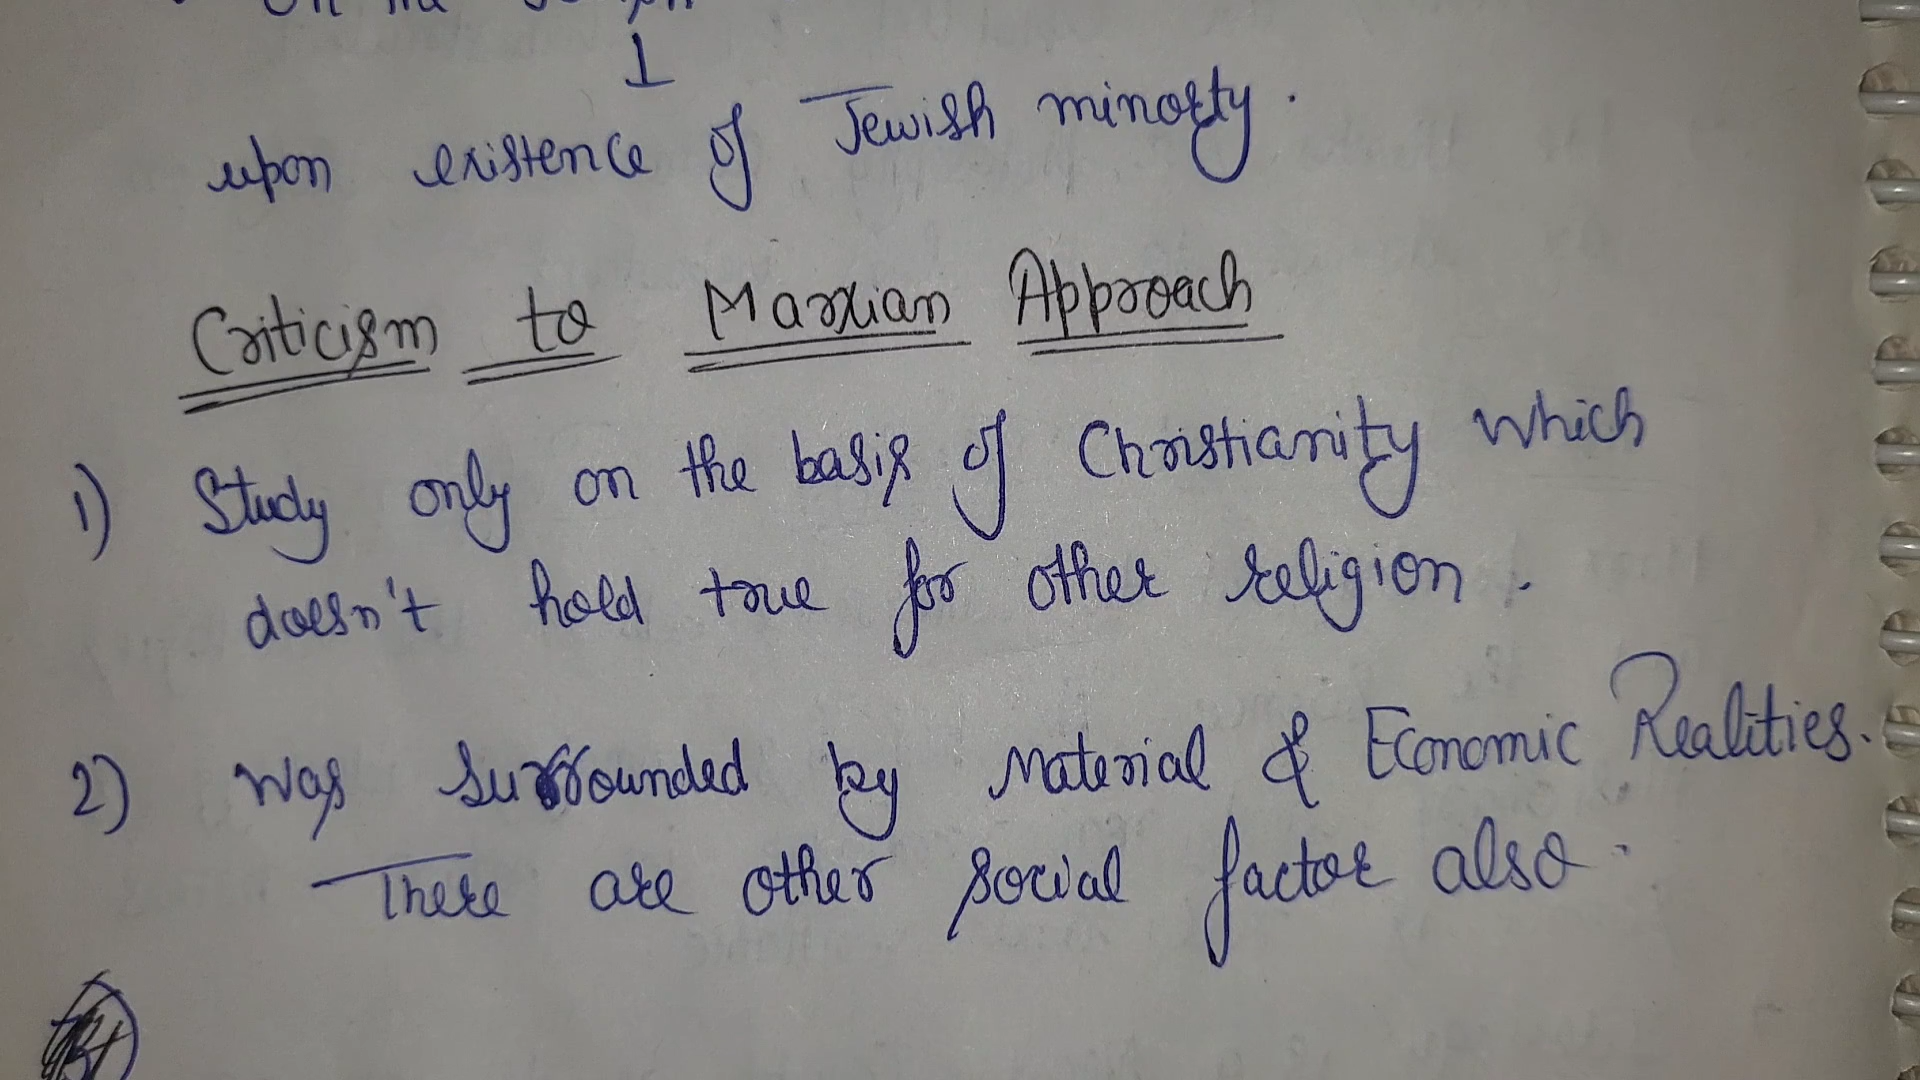 upon existence of Jewish minorty.
Criticism to Marxian Approach
1) Study only on the basis of Christianity which
doesn't hold true for other religion.
2) Was surrounded by Material & Economic Realities.
There are other social factor also.